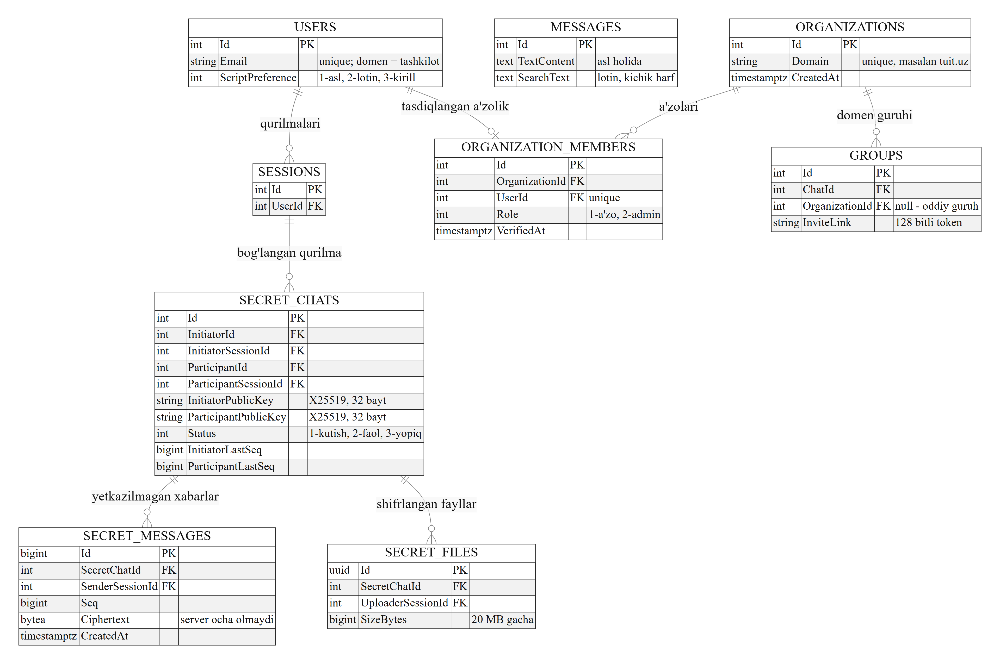 USERS
int Id PK
string Email unique; domen = tashkilot
int ScriptPreference 1-asl, 2-lotin, 3-kirill
MESSAGES
int Id PK
text TextContent asl holida
text SearchText lotin, kichik harf
ORGANIZATIONS
int Id PK
string Domain unique, masalan tuit.uz
timestamptz CreatedAt
qurilmalari
tasdiqlangan a'zolik
a'zolari
domen guruhi
SESSIONS
int Id PK
int UserId FK
ORGANIZATION_MEMBERS
int Id PK
int OrganizationId FK
int UserId FK unique
int Role 1-a'zo, 2-admin
timestamptz VerifiedAt
GROUPS
int Id PK
int ChatId FK
int OrganizationId FK null - oddiy guruh
string InviteLink 128 bitli token
bog'langan qurilma
SECRET_CHATS
int Id PK
int InitiatorId FK
int InitiatorSessionId FK
int ParticipantId FK
int ParticipantSessionId FK
string InitiatorPublicKey X25519, 32 bayt
string ParticipantPublicKey X25519, 32 bayt
int Status 1-kutish, 2-faol, 3-yopiq
bigint InitiatorLastSeq
bigint ParticipantLastSeq
yetkazilmagan xabarlar
shifrlangan fayllar
SECRET_MESSAGES
bigint Id PK
int SecretChatId FK
int SenderSessionId FK
bigint Seq
bytea Ciphertext server ocha olmaydi
timestamptz CreatedAt
SECRET_FILES
uuid Id PK
int SecretChatId FK
int UploaderSessionId FK
bigint SizeBytes 20 MB gacha